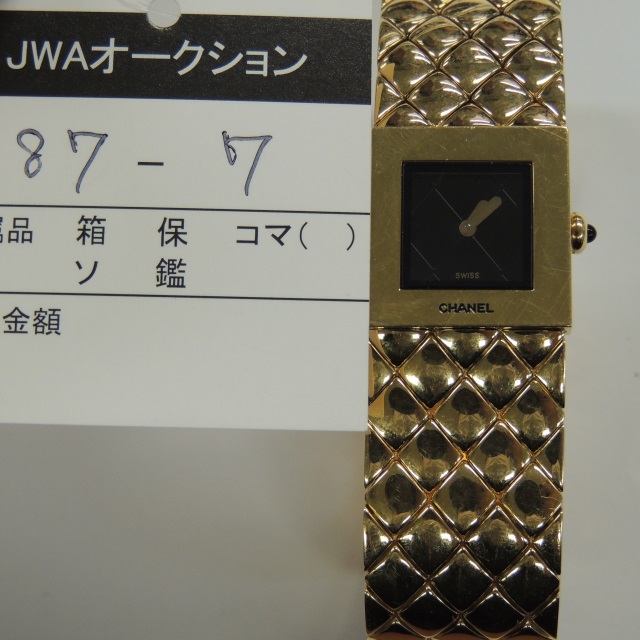 JWAオークション
87-7
属品 箱 保 コマ( )
ソ 鑑
金額
SWISS
CHANEL